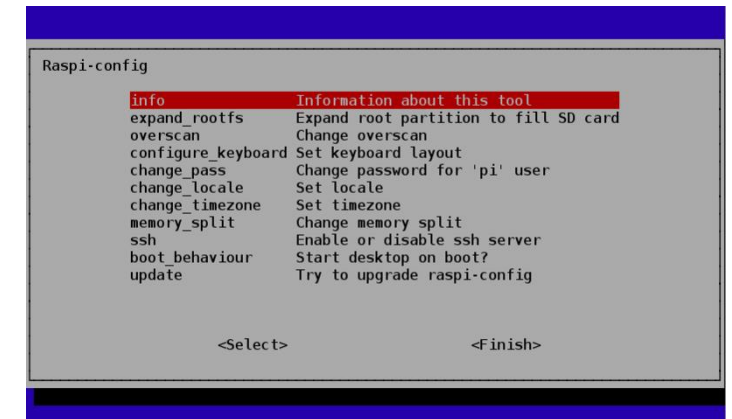 Raspi-config
info Information about this tool
expand_rootfs Expand root partition to fill SD card
overscan Change overscan
configure_keyboard Set keyboard layout
change_pass Change password for 'pi' user
change_locale Set locale
change_timezone Set timezone
memory_split Change memory split
ssh Enable or disable ssh server
boot_behaviour Start desktop on boot?
update Try to upgrade raspi-config
<Select> <Finish>